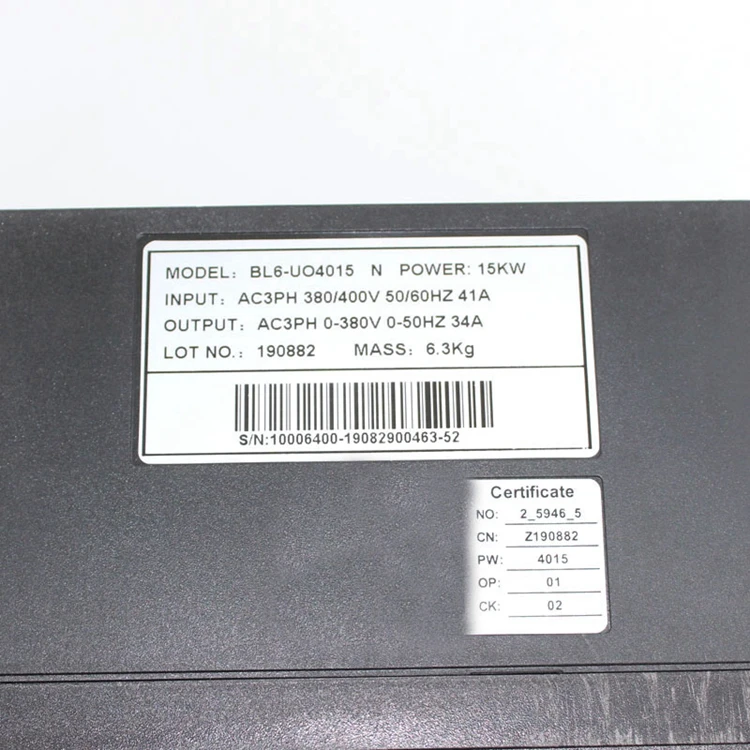 MODEL: BL6-UO4015 N POWER: 15KW
INPUT: AC3PH 380/400V 50/60HZ 41A
OUTPUT: AC3PH 0-380V 0-50HZ 34A
LOT NO.: 190882 MASS: 6.3Kg
S/N:10006400-19082900463-52
Certificate
NO: 2_5946_5
CN: Z190882
PW: 4015
OP: 01
CK: 02